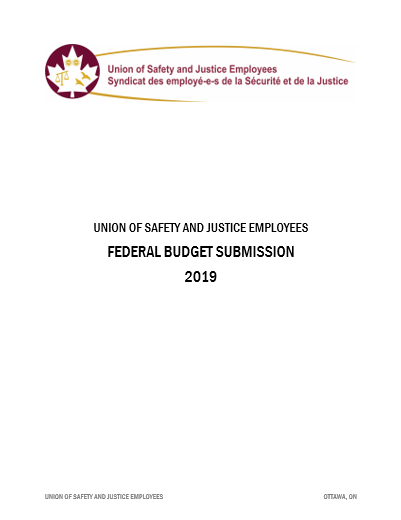 Union of Safety and Justice Employees
Syndicat des employé-e-s de la Sécurité et de la Justice
UNION OF SAFETY AND JUSTICE EMPLOYEES
FEDERAL BUDGET SUBMISSION
2019
UNION OF SAFETY AND JUSTICE EMPLOYEES OTTAWA, ON